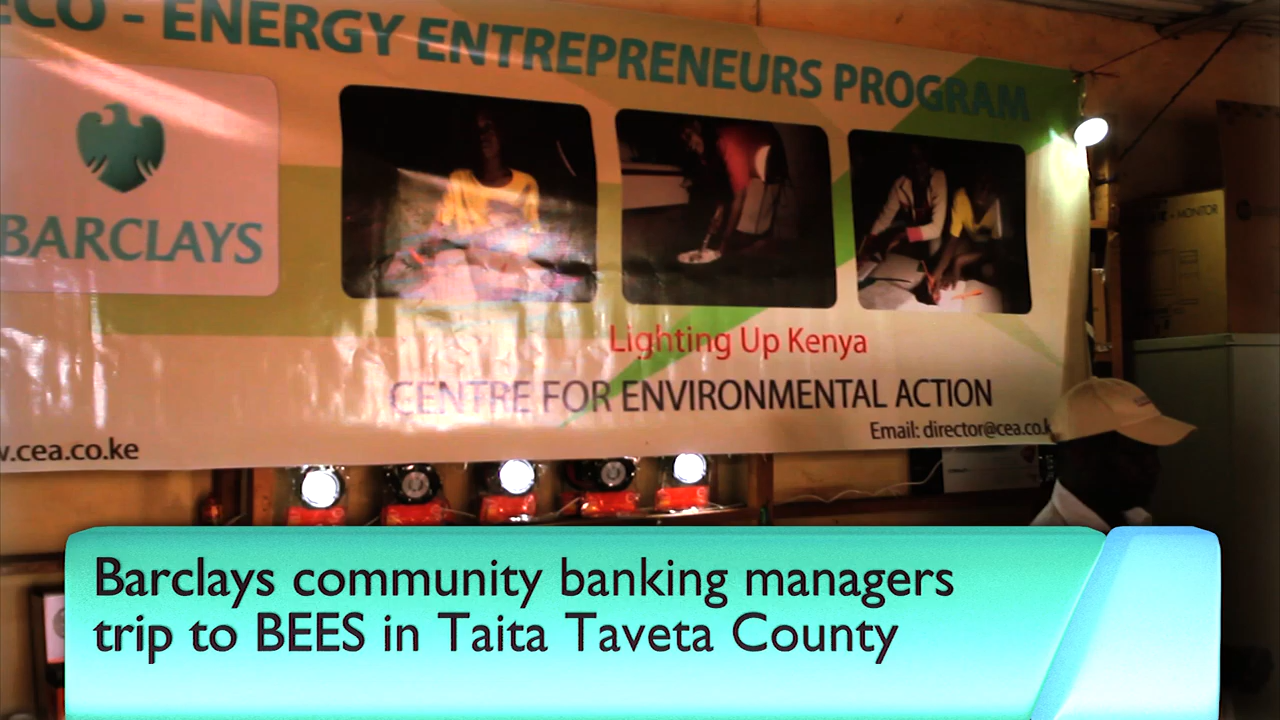 ECO - ENERGY ENTREPRENEURS PROGRAM
BARCLAYS
Lighting Up Kenya
CENTRE FOR ENVIRONMENTAL ACTION
Email: director@cea.co.k
.cea.co.ke
MONITOR
Barclays community banking managers
trip to BEES in Taita Taveta County